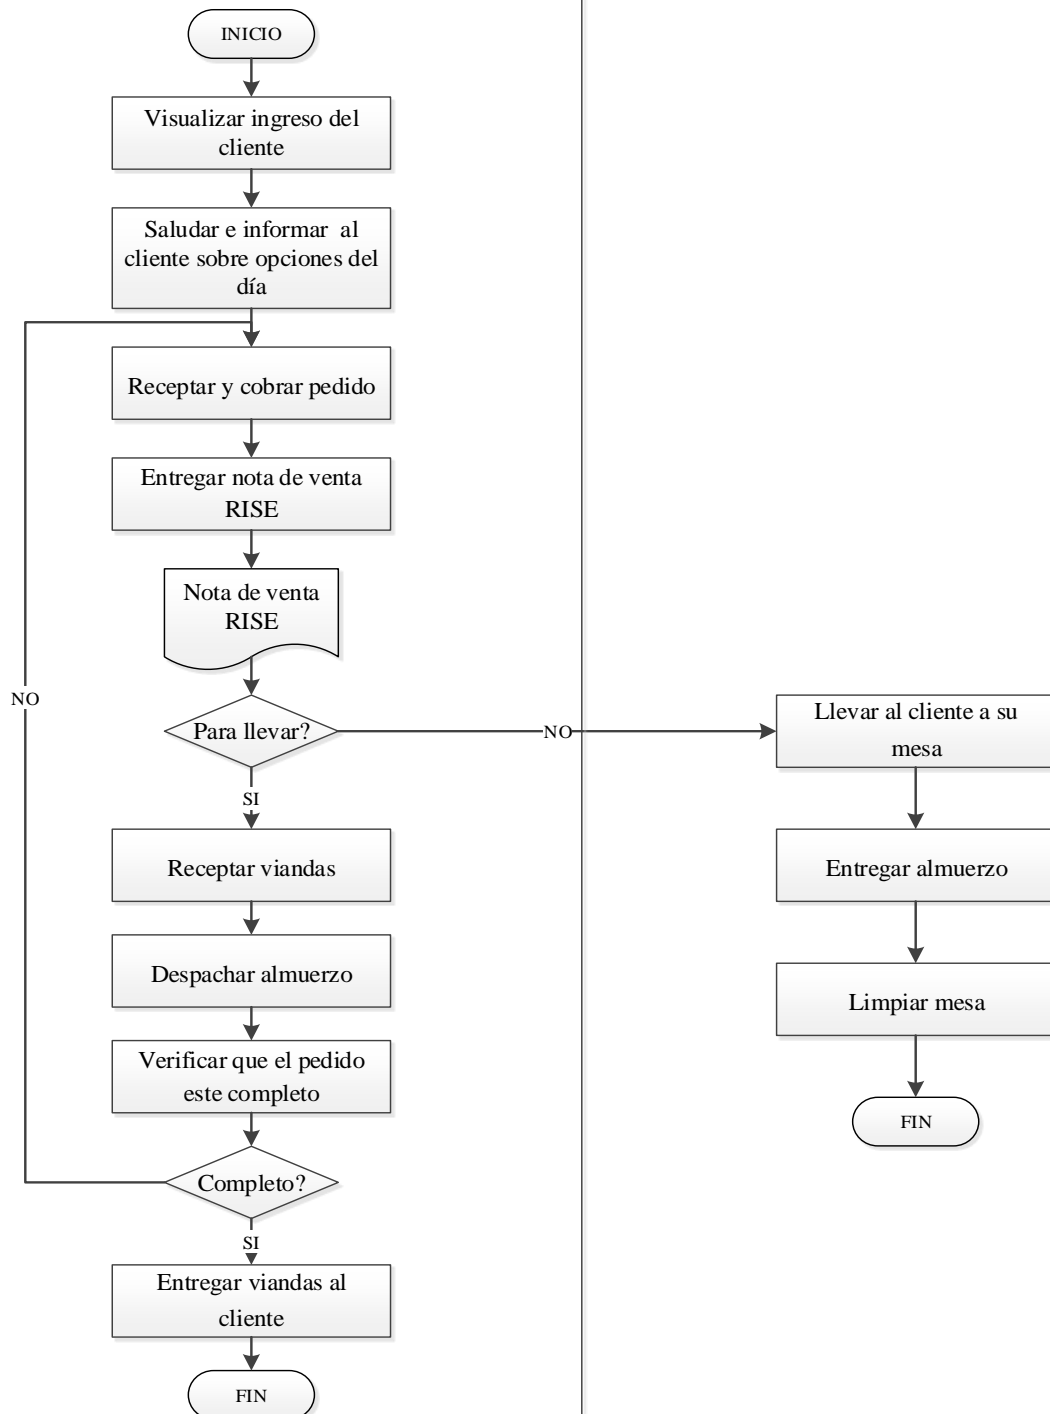 INICIO
Visualizar ingreso del
cliente
Saludar e informar al
cliente sobre opciones del
día
Receptar y cobrar pedido
Entregar nota de venta
RISE
Nota de venta
RISE
NO
Para llevar?
NO
SI
Receptar viandas
Despachar almuerzo
Verificar que el pedido
este completo
Completo?
SI
Entregar viandas al
cliente
FIN
Llevar al cliente a su
mesa
Entregar almuerzo
Limpiar mesa
FIN